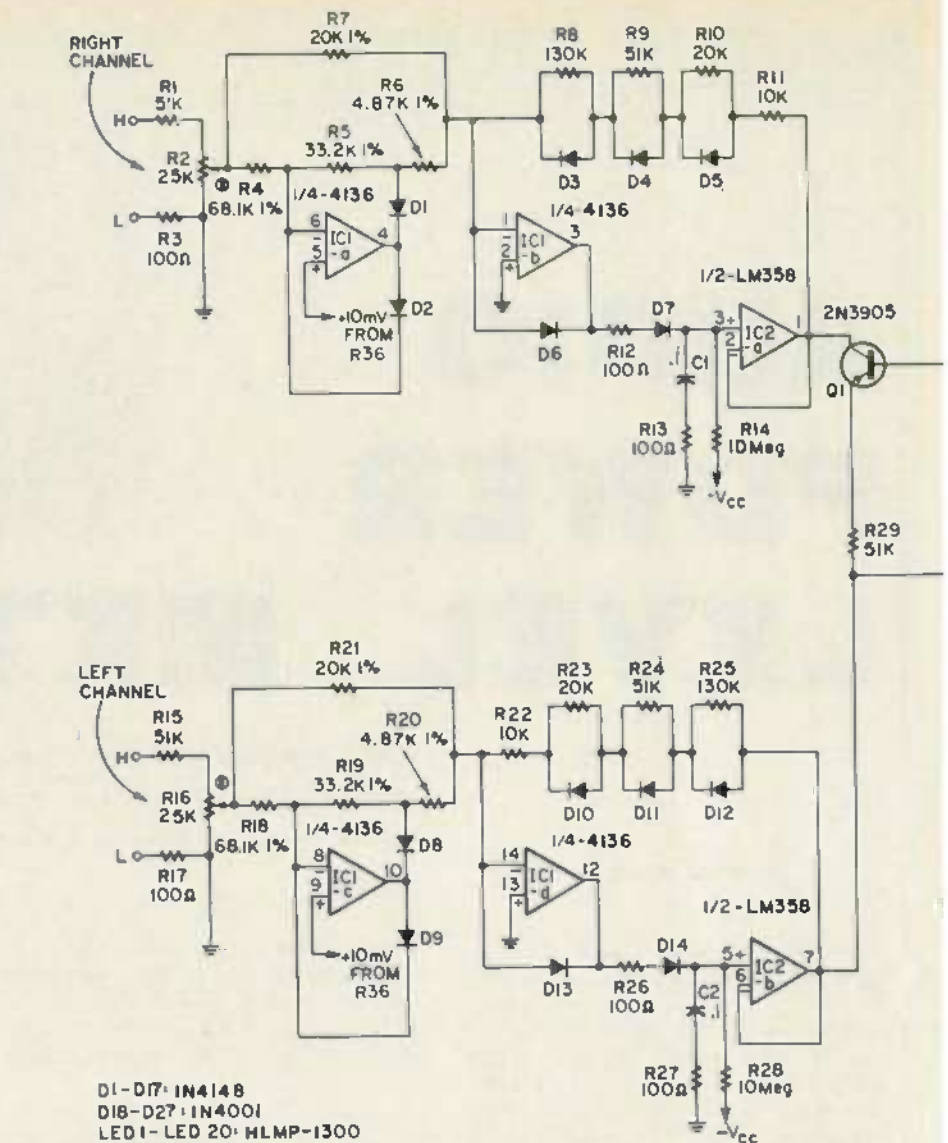 RIGHT
CHANNEL
R7
20K 1%
R8
130K
R9
51K
R10
20K
R11
10K
R1
5'K
H
R6
4.87K 1%
R5
33.2K 1%
R2
25K
R4
68.1K 1%
1/4-4136
D1
D3
D4
D5
L
R3
100Ω
6
-
5
+
IC1
-a
4
D2
+10mV
FROM
R36
1/4-4136
1
-
2
+
IC1
-b
3
1/2-LM358
D6
R12
100Ω
D7
3+
2
-
IC2
-a
1
2N3905
Q1
C1
.1
R13
100Ω
R14
10Meg
-VCC
R29
51K
LEFT
CHANNEL
R21
20K 1%
R23
20K
R24
51K
R25
130K
R15
51K
H
R20
4.87K 1%
R22
10K
R19
33.2K 1%
R16
25K
R18
68.1K 1%
1/4-4136
D8
D10
D11
D12
L
R17
100Ω
8
-
9
+
IC1
-c
10
D9
+10mV
FROM
R36
1/4-4136
14
-
13
+
IC1
-d
12
1/2-LM358
D13
R26
100Ω
D14
5+
6
-
IC2
-b
7
C2
.1
R27
100Ω
R28
10Meg
-VCC
D1-D17: 1N4148
D18-D27: 1N4001
LED1-LED 20: HLMP-1300